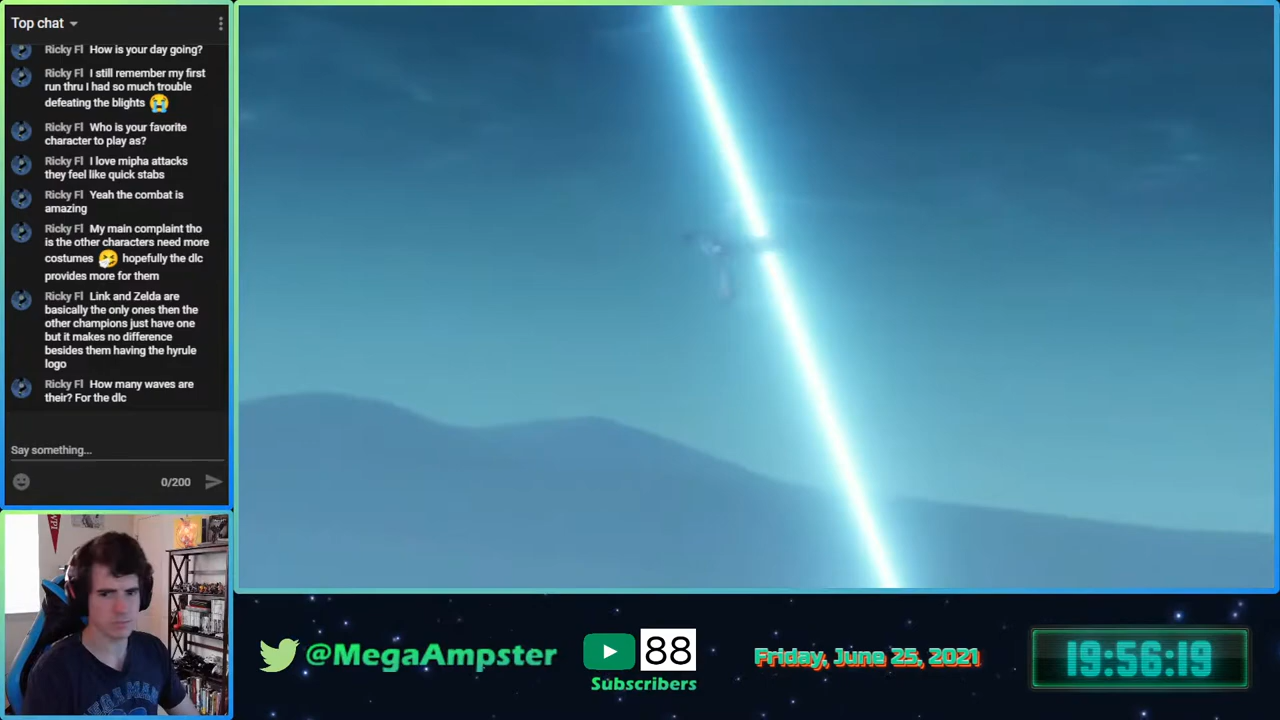 Top chat
Ricky Fl How is your day going?
Ricky Fl I still remember my first
run thru I had so much trouble
defeating the blights 😭
Ricky Fl Who is your favorite
character to play as?
Ricky Fl I love mipha attacks
they feel like quick stabs
Ricky Fl Yeah the combat is
amazing
Ricky Fl My main complaint tho
is the other characters need more
costumes 🤧 hopefully the dlc
provides more for them
Ricky Fl Link and Zelda are
basically the only ones then the
other champions just have one
but it makes no difference
besides them having the hyrule
logo
Ricky Fl How many waves are
their? For the dlc
Say something...
0/200
@MegaAmpster
88
Subscribers
Friday, June 25, 2021
19:56:19